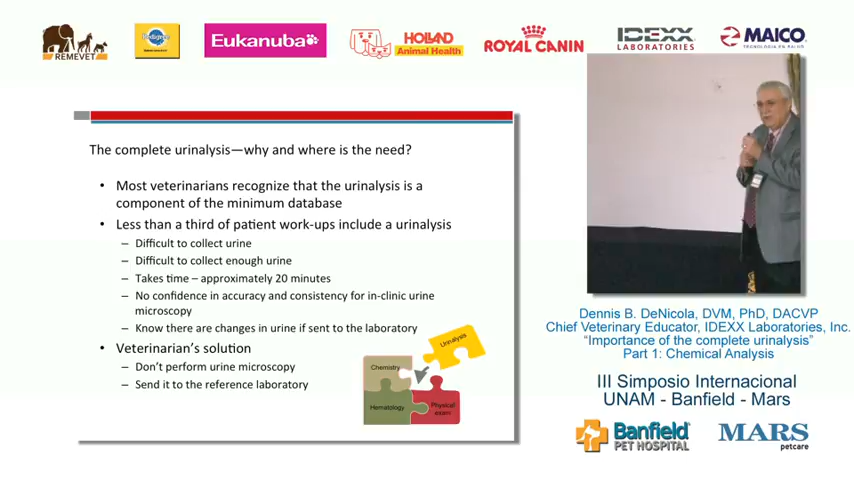 REMEVET
Pedigree
Eukanuba
HOLLAND
Animal Health
ROYAL CANIN
IDEXX
LABORATORIES
MAICO
TECNOLOGIA EN SALUD
The complete urinalysis—why and where is the need?
• Most veterinarians recognize that the urinalysis is a
component of the minimum database
• Less than a third of patient work-ups include a urinalysis
– Difficult to collect urine
– Difficult to collect enough urine
– Takes time – approximately 20 minutes
– No confidence in accuracy and consistency for in-clinic urine
microscopy
– Know there are changes in urine if sent to the laboratory
• Veterinarian's solution
– Don't perform urine microscopy
– Send it to the reference laboratory
Urinalysis
Chemistry
Hematology
Physical
exam
Dennis B. DeNicola, DVM, PhD, DACVP
Chief Veterinary Educator, IDEXX Laboratories, Inc.
“Importance of the complete urinalysis”
Part 1: Chemical Analysis
III Simposio Internacional
UNAM - Banfield - Mars
Banfield
PET HOSPITAL
MARS
petcare